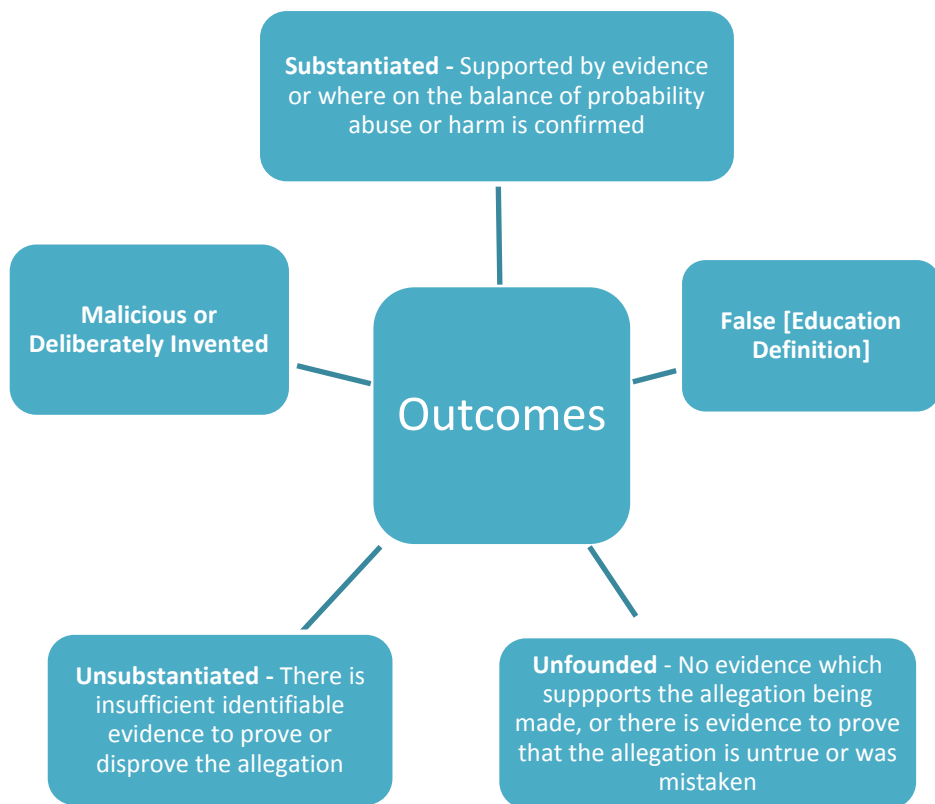 Substantiated - Supported by evidence
or where on the balance of probability
abuse or harm is confirmed
Malicious or
Deliberately Invented
False [Education
Definition]
Outcomes
Unsubstantiated - There is
insufficient identifiable
evidence to prove or
disprove the allegation
Unfounded - No evidence which
suppports the allegation being
made, or there is evidence to prove
that the allegation is untrue or was
mistaken